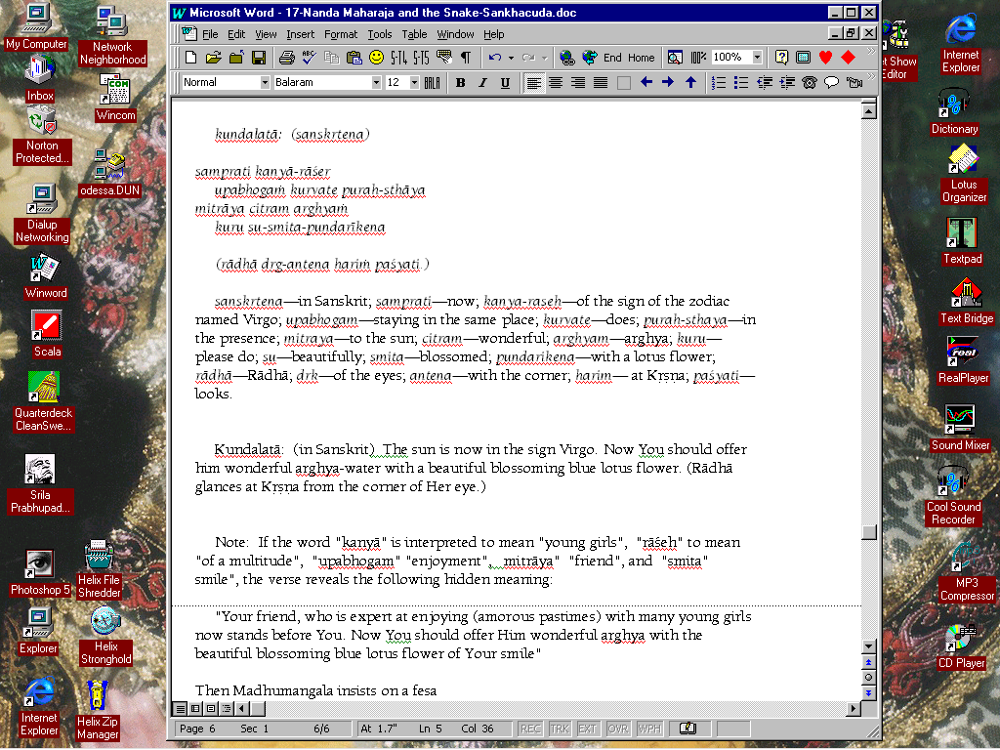 Microsoft Word - 17-Nanda Maharaja and the Snake-Sankhacuda.doc
File Edit View Insert Format Tools Table Window Help
End Home 100%
Normal Balaram 12
kundalatā: (sanskrtena)
samprati kanyā-rāśer
upabhogaṁ kurvate purah-sthāya
mitrāya citram arghyaṁ
kuru su-smita-pundarīkena
(rādhā drg-antena hariṁ paśyati.)
sanskrtena—in Sanskrit; samprati—now; kanya-raseh—of the sign of the zodiac
named Virgo; upabhogam—staying in the same place; kurvate—does; purah-sthaya—in
the presence; mitraya—to the sun; citram—wonderful; arghyam—arghya; kuru—
please do; su—beautifully; smita—blossomed; pundarikena—with a lotus flower;
rādhā—Rādhā; drk—of the eyes; antena—with the corner; harim— at Kṛṣṇa; paśyati—
looks.
Kundalatā: (in Sanskrit) The sun is now in the sign Virgo. Now You should offer
him wonderful arghya-water with a beautiful blossoming blue lotus flower. (Rādhā
glances at Kṛṣṇa from the corner of Her eye.)
Note: If the word "kanyā" is interpreted to mean "young girls", "rāśeh" to mean
"of a multitude", "upabhogam" "enjoyment", mitrāya" "friend", and "smita"
smile", the verse reveals the following hidden meaning:
"Your friend, who is expert at enjoying (amorous pastimes) with many young girls
now stands before You. Now You should offer Him wonderful arghya with the
beautiful blossoming blue lotus flower of Your smile"
Then Madhumangala insists on a fesa
Page 6 Sec 1 6/6 At 1.7" Ln 5 Col 36 REC TRK EXT OVR WPH
My Computer
Network
Neighborhood
Inbox
Wincom
Norton
Protected...
odessa.DUN
Dialup
Networking
Winword
Scala
Quarterdeck
CleanSwe...
Srila
Prabhupad...
Photoshop 5
Helix File
Shredder
Explorer
Helix
Stronghold
Internet
Explorer
Helix Zip
Manager
et Show
Editor
Internet
Explorer
Dictionary
Lotus
Organizer
Textpad
Text Bridge
real
RealPlayer
Sound Mixer
Cool Sound
Recorder
MP3
Compressor
CD Player